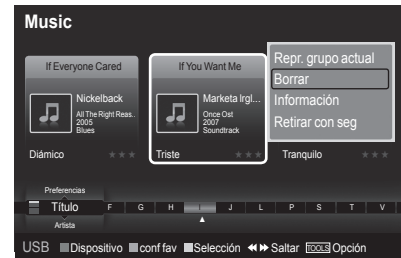 Music
If Everyone Cared
Nickelback
All The Right Reas..
2005
Blues
Diámico
If You Want Me
Marketa Irgl...
Once Ost
2007
Soundtrack
Triste
Repr. grupo actual
Borrar
Información
Retirar con seg
Tranquilo
Preferencias
Título F G H I J L P S T V
Artista
USB Dispositivo conf fav Selección Saltar TOOLS Opción